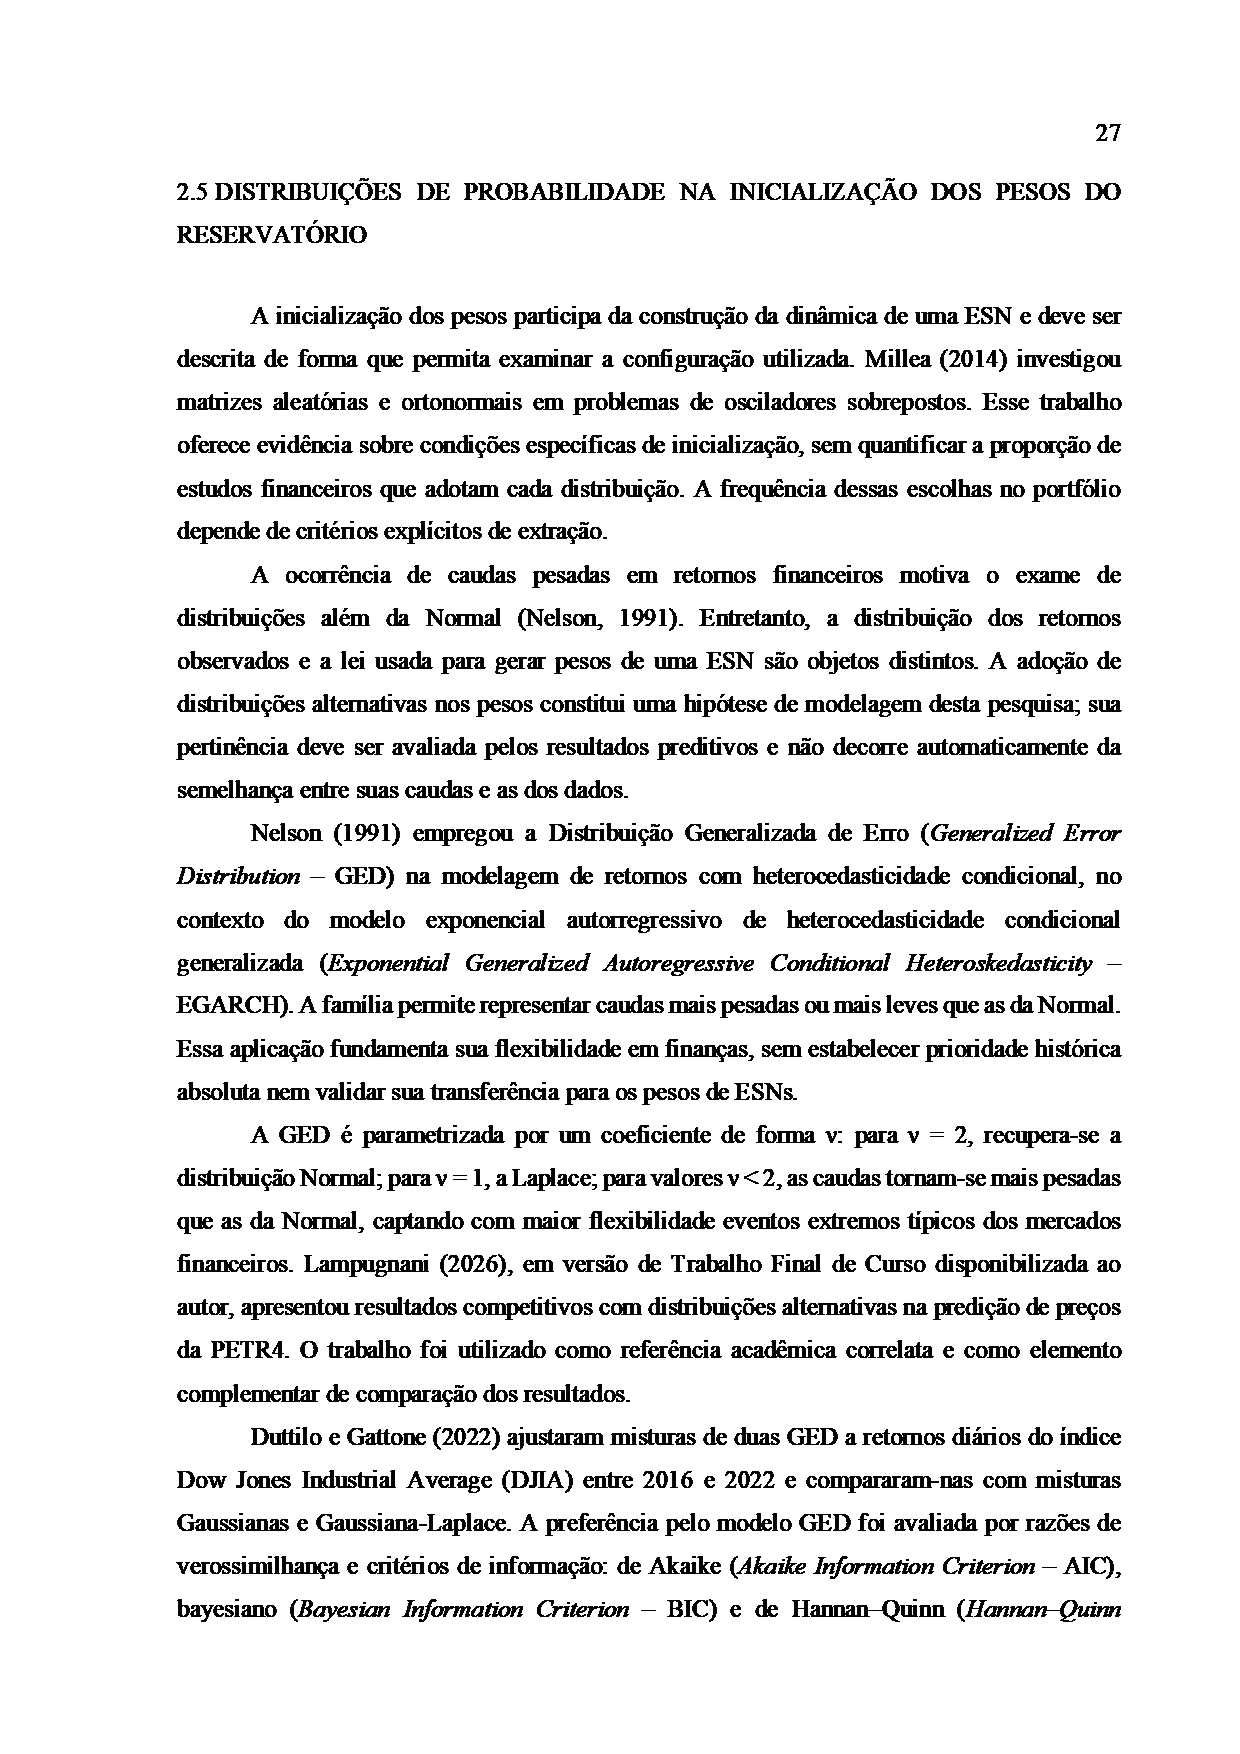 27
2.5 DISTRIBUIÇÕES DE PROBABILIDADE NA INICIALIZAÇÃO DOS PESOS DO
RESERVATÓRIO
A inicialização dos pesos participa da construção da dinâmica de uma ESN e deve ser
descrita de forma que permita examinar a configuração utilizada. Millea (2014) investigou
matrizes aleatórias e ortonormais em problemas de osciladores sobrepostos. Esse trabalho
oferece evidência sobre condições específicas de inicialização, sem quantificar a proporção de
estudos financeiros que adotam cada distribuição. A frequência dessas escolhas no portfólio
depende de critérios explícitos de extração.
A ocorrência de caudas pesadas em retornos financeiros motiva o exame de
distribuições além da Normal (Nelson, 1991). Entretanto, a distribuição dos retornos
observados e a lei usada para gerar pesos de uma ESN são objetos distintos. A adoção de
distribuições alternativas nos pesos constitui uma hipótese de modelagem desta pesquisa; sua
pertinência deve ser avaliada pelos resultados preditivos e não decorre automaticamente da
semelhança entre suas caudas e as dos dados.
Nelson (1991) empregou a Distribuição Generalizada de Erro (Generalized Error
Distribution – GED) na modelagem de retornos com heterocedasticidade condicional, no
contexto do modelo exponencial autorregressivo de heterocedasticidade condicional
generalizada (Exponential Generalized Autoregressive Conditional Heteroskedasticity –
EGARCH). A família permite representar caudas mais pesadas ou mais leves que as da Normal.
Essa aplicação fundamenta sua flexibilidade em finanças, sem estabelecer prioridade histórica
absoluta nem validar sua transferência para os pesos de ESNs.
A GED é parametrizada por um coeficiente de forma ν: para ν = 2, recupera-se a
distribuição Normal; para ν = 1, a Laplace; para valores ν < 2, as caudas tornam-se mais pesadas
que as da Normal, captando com maior flexibilidade eventos extremos típicos dos mercados
financeiros. Lampugnani (2026), em versão de Trabalho Final de Curso disponibilizada ao
autor, apresentou resultados competitivos com distribuições alternativas na predição de preços
da PETR4. O trabalho foi utilizado como referência acadêmica correlata e como elemento
complementar de comparação dos resultados.
Duttilo e Gattone (2022) ajustaram misturas de duas GED a retornos diários do índice
Dow Jones Industrial Average (DJIA) entre 2016 e 2022 e compararam-nas com misturas
Gaussianas e Gaussiana-Laplace. A preferência pelo modelo GED foi avaliada por razões de
verossimilhança e critérios de informação: de Akaike (Akaike Information Criterion – AIC),
bayesiano (Bayesian Information Criterion – BIC) e de Hannan–Quinn (Hannan–Quinn